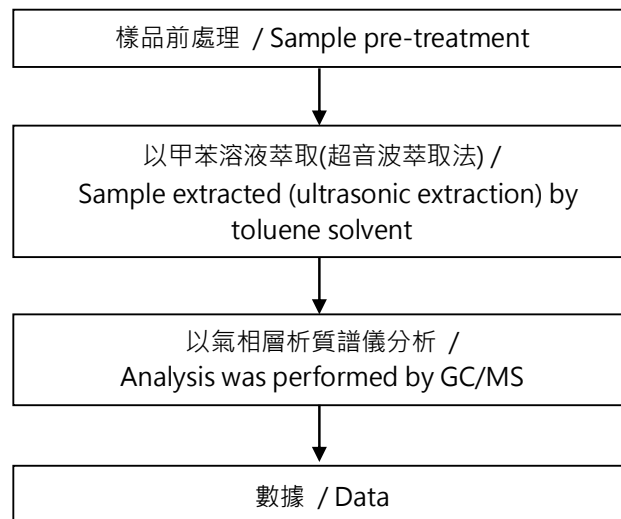 樣品前處理 / Sample pre-treatment
以甲苯溶液萃取(超音波萃取法) /
Sample extracted (ultrasonic extraction) by
toluene solvent
以氣相層析質譜儀分析 /
Analysis was performed by GC/MS
數據 / Data